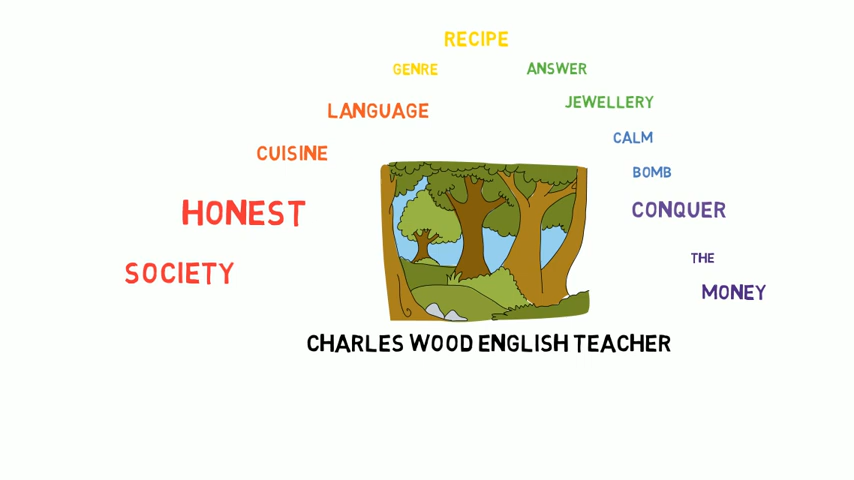 RECIPE
GENRE
ANSWER
JEWELLERY
LANGUAGE
CALM
CUISINE
BOMB
HONEST
CONQUER
THE
SOCIETY
MONEY
CHARLES WOOD ENGLISH TEACHER